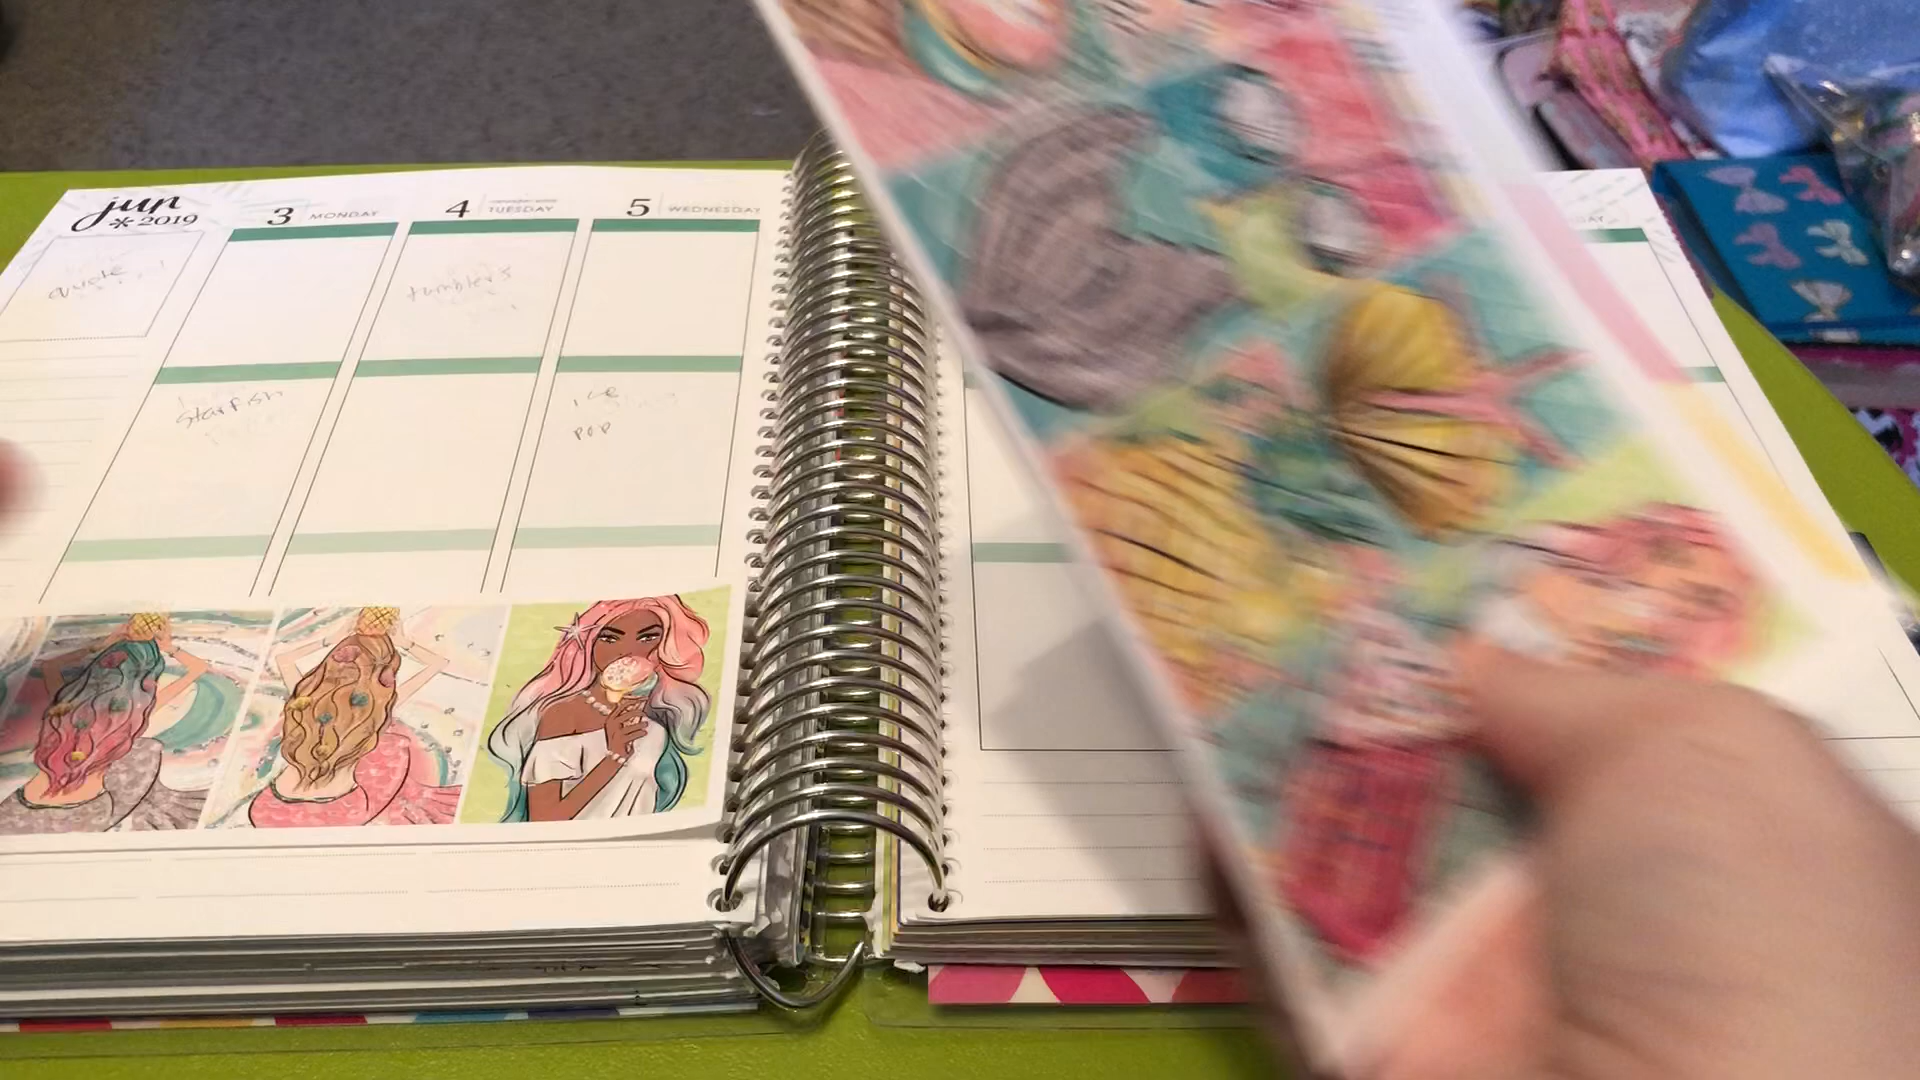 jun
* 2019
3 MONDAY
4 TUESDAY
5 WEDNESDAY
quote
tumblers
starfish
ice
pop